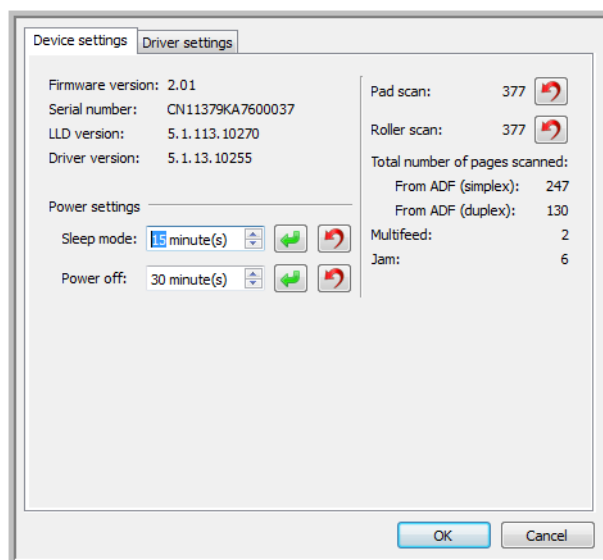 Device settings
Driver settings
Firmware version: 2.01
Serial number: CN11379KA7600037
LLD version: 5.1.113.10270
Driver version: 5.1.13.10255
Power settings
Sleep mode: 15 minute(s)
Power off: 30 minute(s)
Pad scan: 377
Roller scan: 377
Total number of pages scanned:
From ADF (simplex): 247
From ADF (duplex): 130
Multifeed: 2
Jam: 6
OK
Cancel